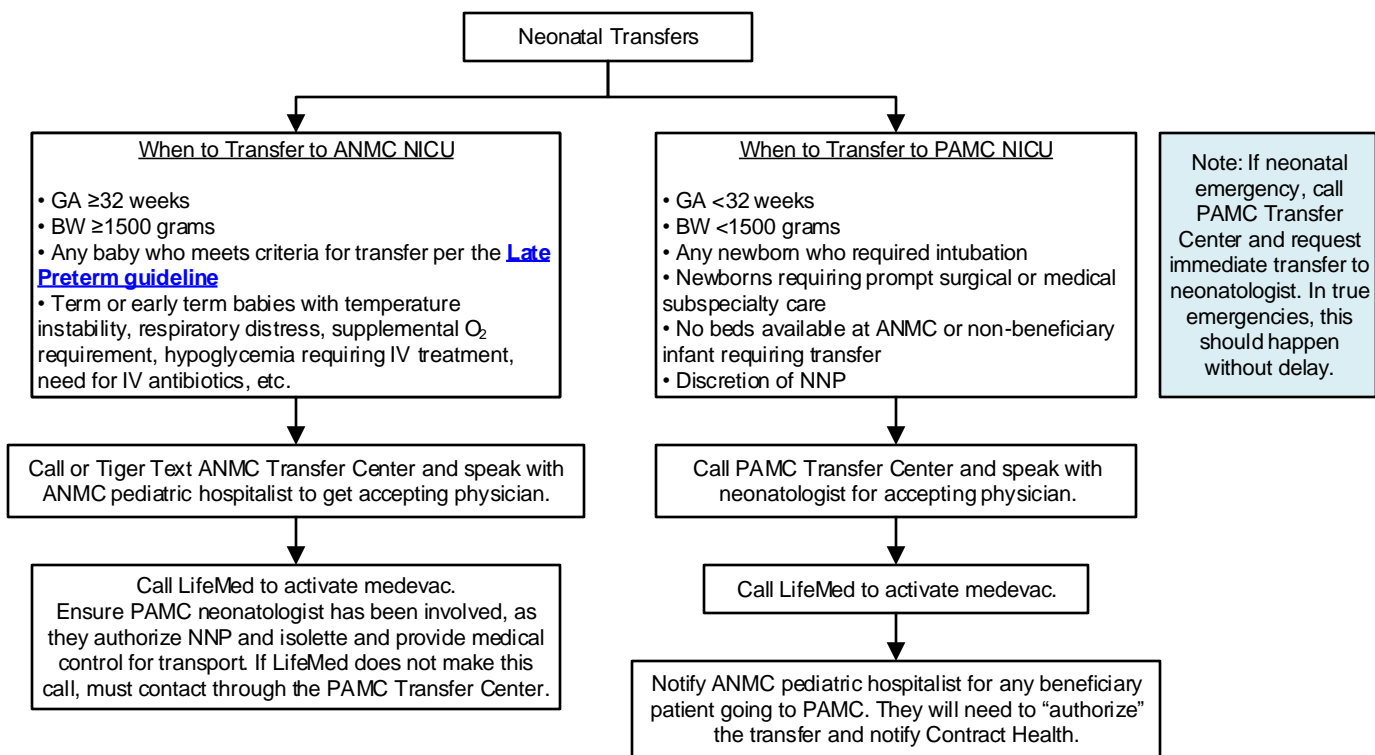 Neonatal Transfers
When to Transfer to ANMC NICU
• GA ≥32 weeks
• BW ≥1500 grams
• Any baby who meets criteria for transfer per the Late
Preterm guideline
• Term or early term babies with temperature
instability, respiratory distress, supplemental O₂
requirement, hypoglycemia requiring IV treatment,
need for IV antibiotics, etc.
Call or Tiger Text ANMC Transfer Center and speak with
ANMC pediatric hospitalist to get accepting physician.
Call LifeMed to activate medevac.
Ensure PAMC neonatologist has been involved, as
they authorize NNP and isolette and provide medical
control for transport. If LifeMed does not make this
call, must contact through the PAMC Transfer Center.
When to Transfer to PAMC NICU
• GA <32 weeks
• BW <1500 grams
• Any newborn who required intubation
• Newborns requiring prompt surgical or medical
subspecialty care
• No beds available at ANMC or non-beneficiary
infant requiring transfer
• Discretion of NNP
Call PAMC Transfer Center and speak with
neonatologist for accepting physician.
Call LifeMed to activate medevac.
Notify ANMC pediatric hospitalist for any beneficiary
patient going to PAMC. They will need to “authorize”
the transfer and notify Contract Health.
Note: If neonatal
emergency, call
PAMC Transfer
Center and request
immediate transfer to
neonatologist. In true
emergencies, this
should happen
without delay.